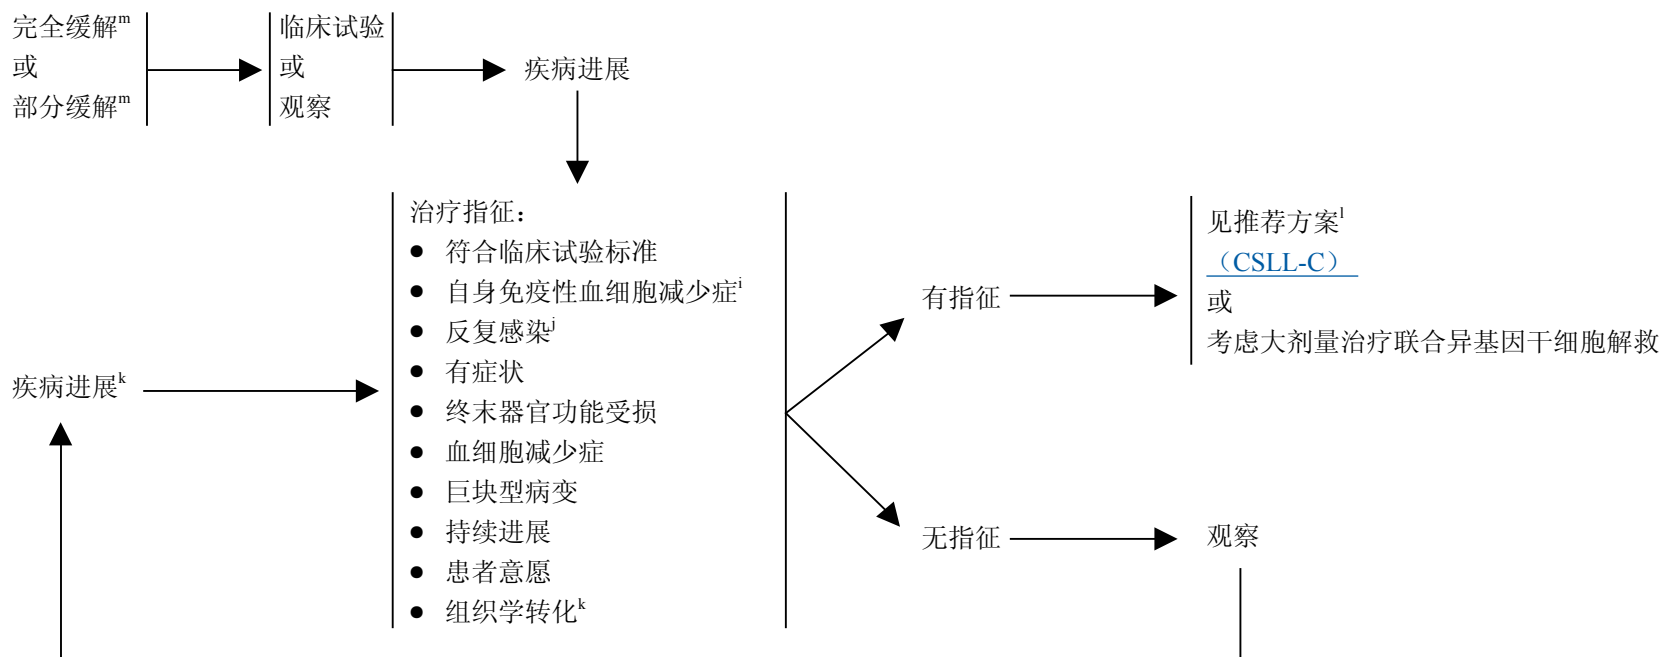 完全缓解m
或
部分缓解m
临床试验
或
观察
疾病进展
疾病进展k
治疗指征：
● 符合临床试验标准
● 自身免疫性血细胞减少症i
● 反复感染j
● 有症状
● 终末器官功能受损
● 血细胞减少症
● 巨块型病变
● 持续进展
● 患者意愿
● 组织学转化k
有指征
见推荐方案l
（CSLL-C）
或
考虑大剂量治疗联合异基因干细胞解救
无指征
观察